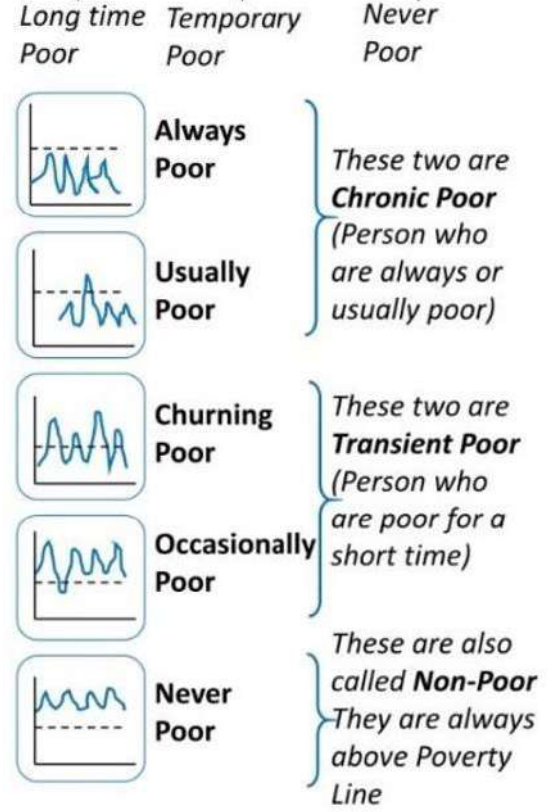 Long time
Poor
Temporary
Poor
Never
Poor
Always
Poor
Usually
Poor
These two are
Chronic Poor
(Person who
are always or
usually poor)
Churning
Poor
Occasionally
Poor
These two are
Transient Poor
(Person who
are poor for a
short time)
Never
Poor
These are also
called Non-Poor
They are always
above Poverty
Line